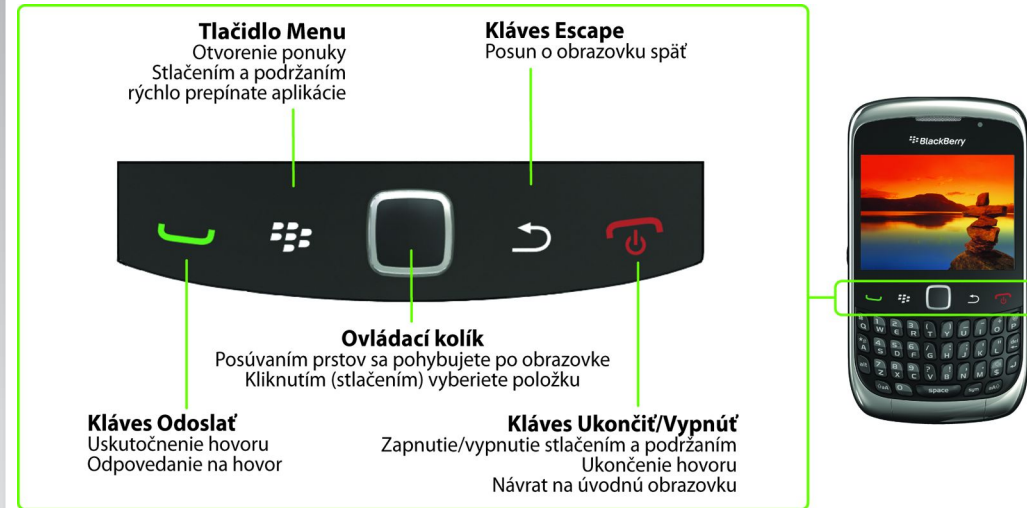 Tlačidlo Menu
Otvorenie ponuky
Stlačením a podržaním
rýchlo prepínate aplikácie
Kláves Escape
Posun o obrazovku späť
Ovládací kolík
Posúvaním prstov sa pohybujete po obrazovke
Kliknutím (stlačením) vyberiete položku
Kláves Odoslať
Uskutočnenie hovoru
Odpovedanie na hovor
Kláves Ukončiť/Vypnúť
Zapnutie/vypnutie stlačením a podržaním
Ukončenie hovoru
Návrat na úvodnú obrazovku
BlackBerry
Q W E R T Y U I O P
A S D F G H J K L
Z X C V B N M $
space sym